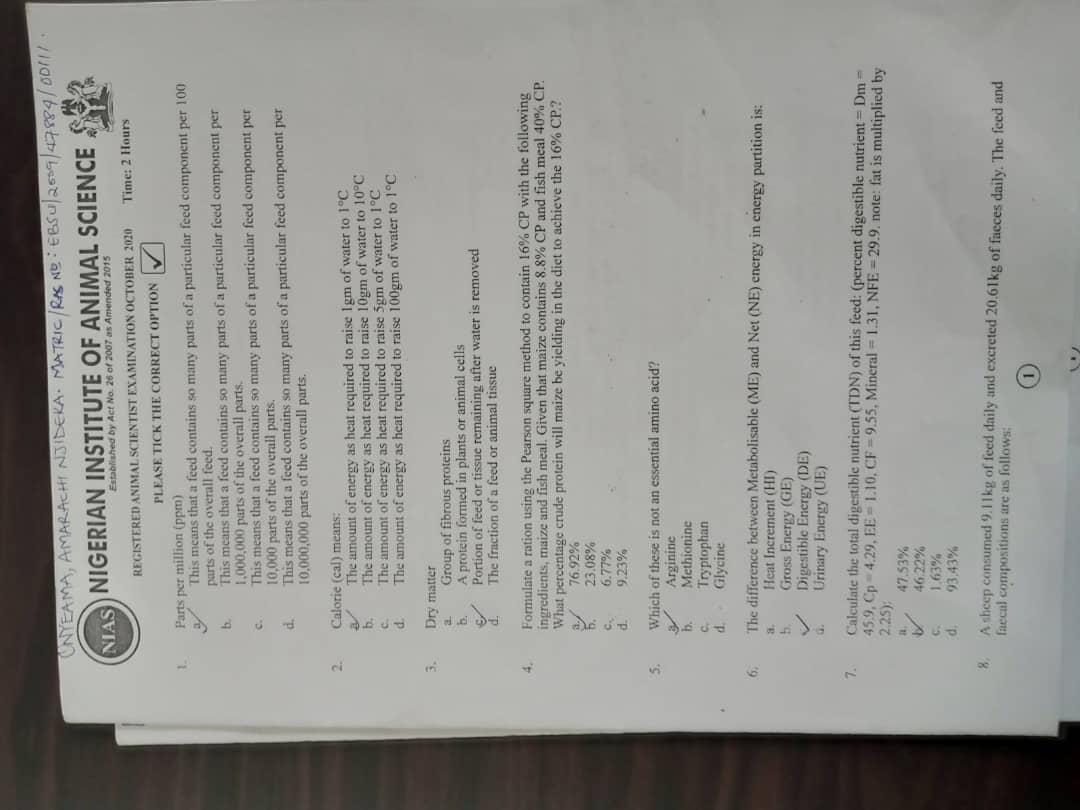 ONYEAMA, AMARACHI NJIDEKA. MATRIC/RAS NO: EBSU/2009/47884/00111.
NIAS NIGERIAN INSTITUTE OF ANIMAL SCIENCE
Established by Act No. 26 of 2007 as Amended 2015
REGISTERED ANIMAL SCIENTIST EXAMINATION OCTOBER 2020 Time: 2 Hours
PLEASE TICK THE CORRECT OPTION ✓
1. Parts per million (ppm)
a. This means that a feed contains so many parts of a particular feed component per 100
parts of the overall feed.
b. This means that a feed contains so many parts of a particular feed component per
1,000,000 parts of the overall parts.
c. This means that a feed contains so many parts of a particular feed component per
10,000 parts of the overall parts.
d. This means that a feed contains so many parts of a particular feed component per
10,000,000 parts of the overall parts.
2. Calorie (cal) means:
a. The amount of energy as heat required to raise 1gm of water to 1°C
b. The amount of energy as heat required to raise 10gm of water to 10°C
c. The amount of energy as heat required to raise 5gm of water to 1°C
d. The amount of energy as heat required to raise 100gm of water to 1°C
3. Dry matter
a. Group of fibrous proteins
b. A protein formed in plants or animal cells
c. Portion of feed or tissue remaining after water is removed
d. The fraction of a feed or animal tissue
4. Formulate a ration using the Pearson square method to contain 16% CP with the following
ingredients, maize and fish meal. Given that maize contains 8.8% CP and fish meal 40% CP.
What percentage crude protein will maize be yielding in the diet to achieve the 16% CP.?
a. 76.92%
b. 23.08%
c. 6.77%
d. 9.23%
5. Which of these is not an essential amino acid?
a. Arginine
b. Methionine
c. Tryptophan
d. Glycine
6. The difference between Metabolisable (ME) and Net (NE) energy in energy partition is:
a. Heat Increment (HI)
b. Gross Energy (GE)
✓ Digestible Energy (DE)
d. Urinary Energy (UE)
7. Calculate the total digestible nutrient (TDN) of this feed: (percent digestible nutrient = Dm =
45.9, Cp = 4.29, EE = 1.10, CF = 9.55, Mineral = 1.31, NFE = 29.9, note: fat is multiplied by
2.25):
a. 47.53%
✓ 46.22%
c. 1.63%
d. 93.43%
8. A sheep consumed 9.11kg of feed daily and excreted 20.61kg of faeces daily. The feed and
faecal compositions are as follows:
1